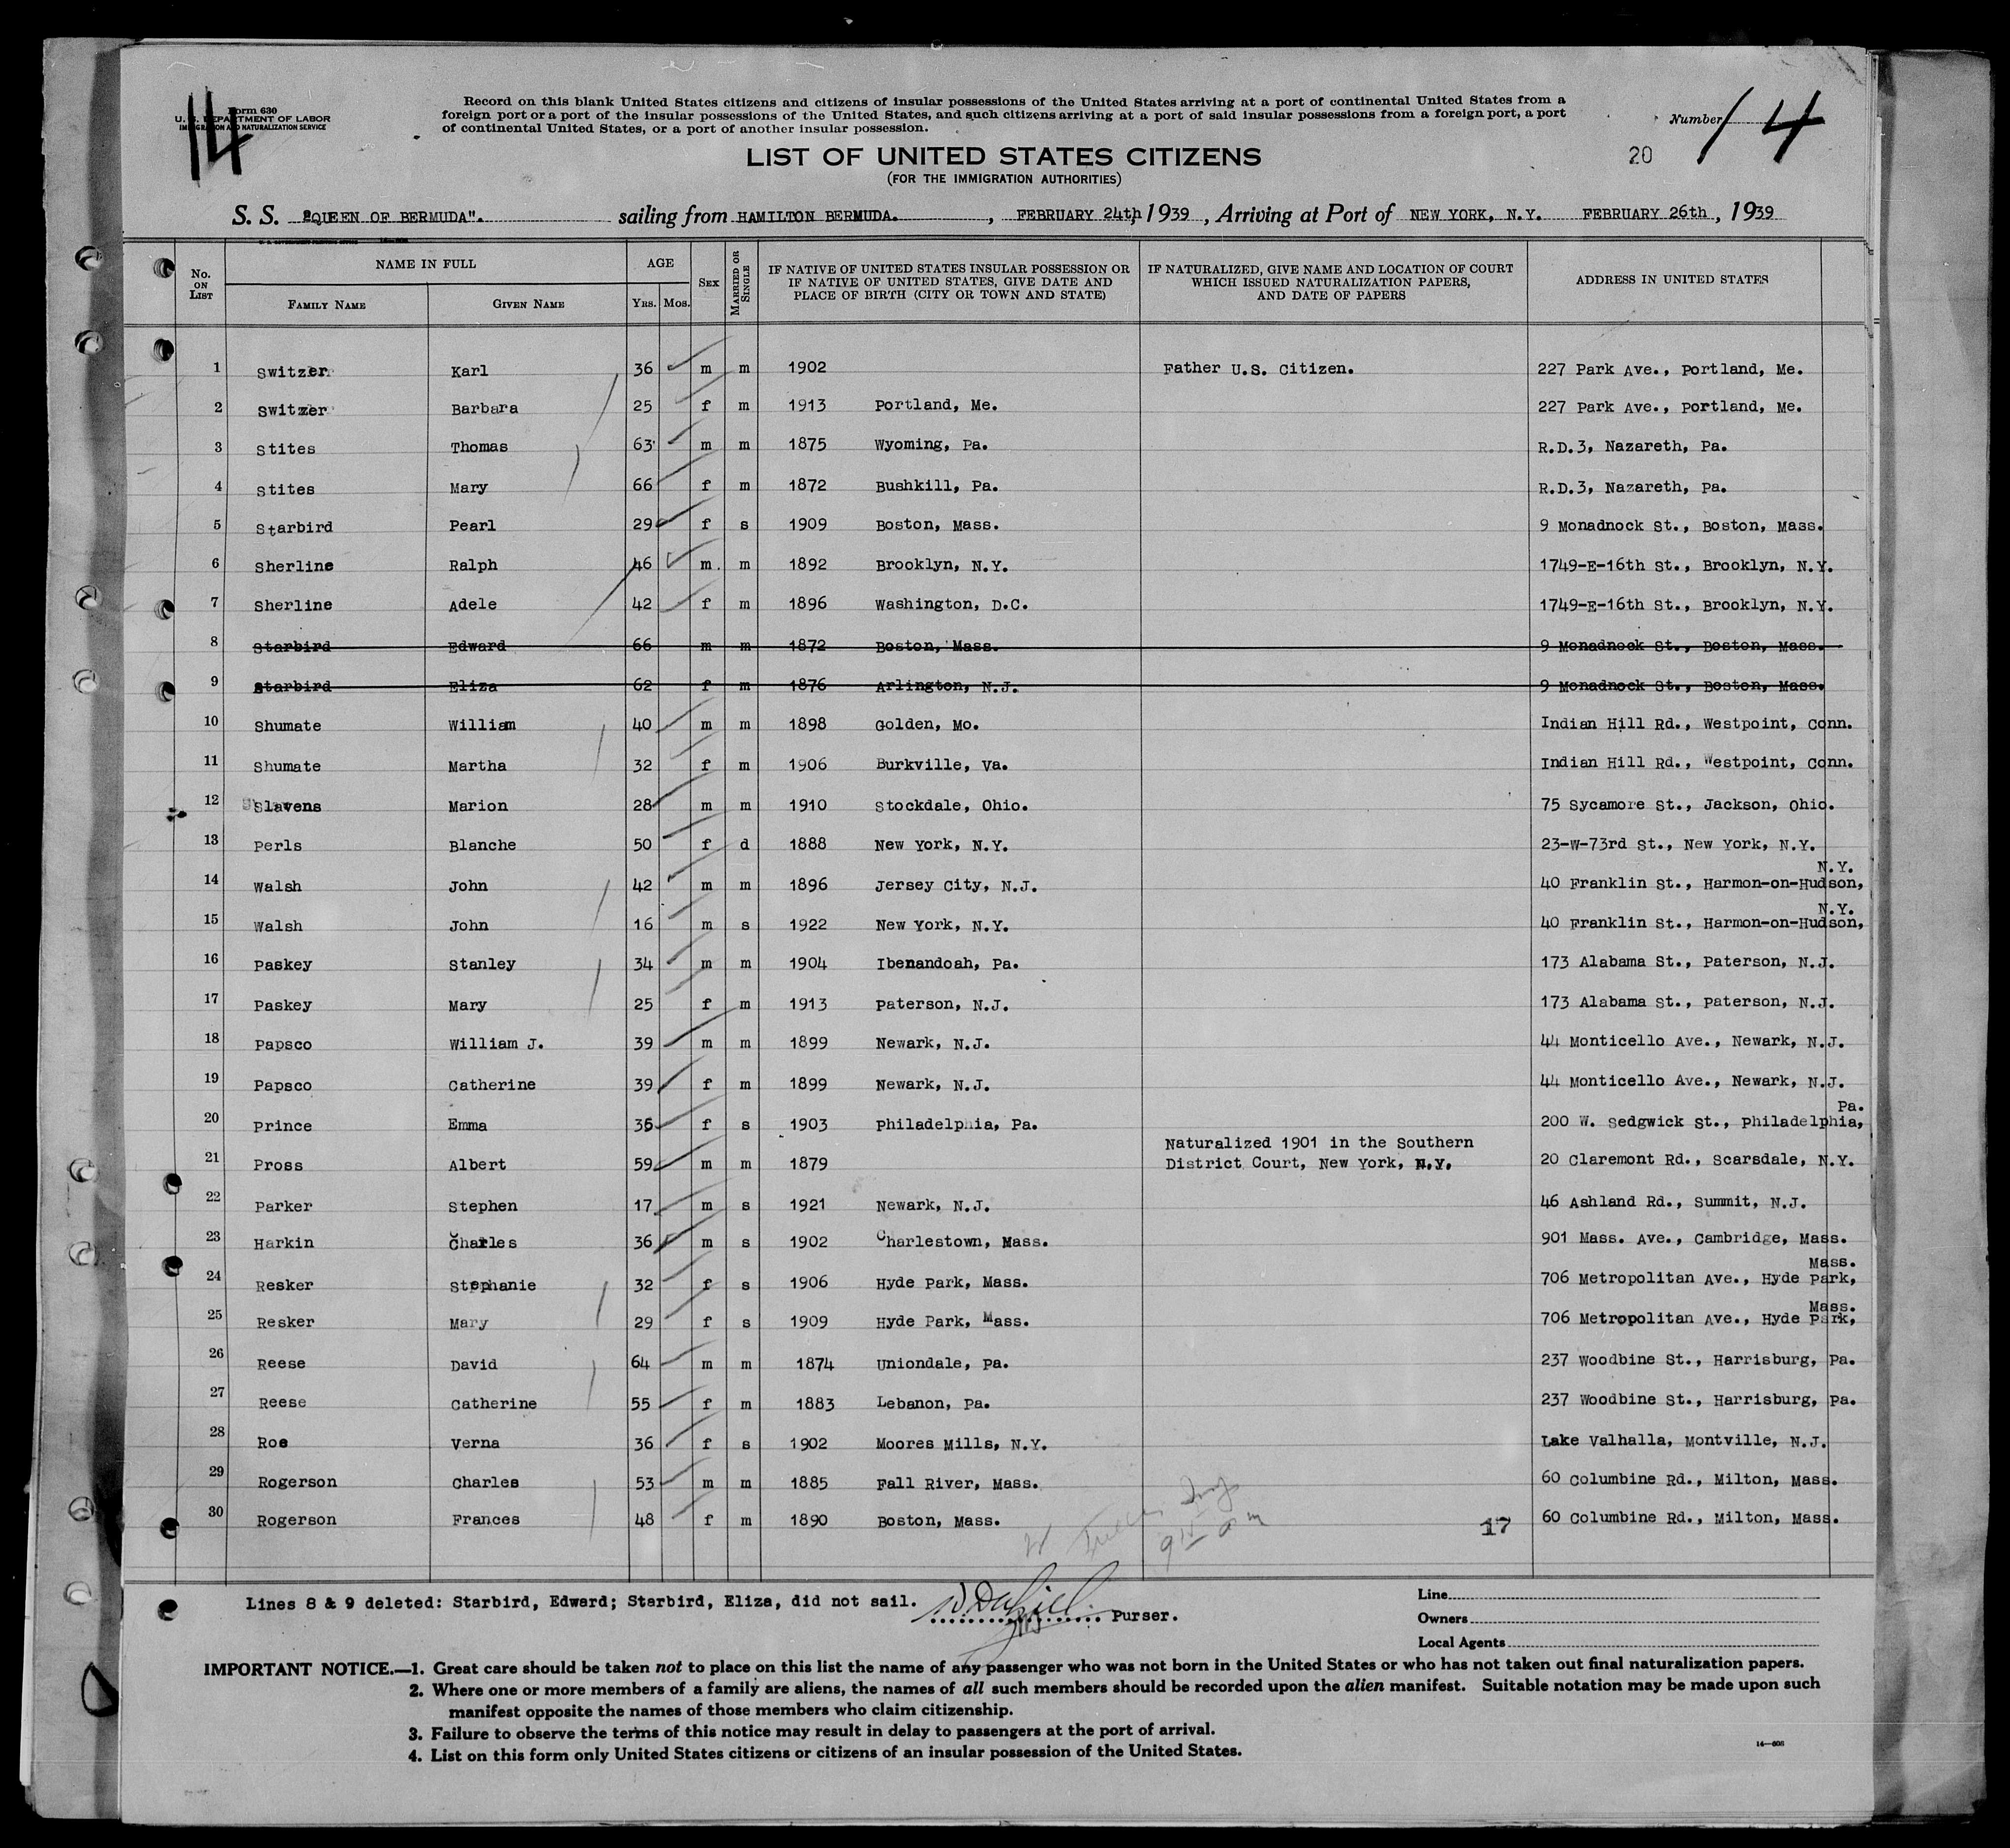 14
Form 630
U. S. DEPARTMENT OF LABOR
IMMIGRATION AND NATURALIZATION SERVICE
Record on this blank United States citizens and citizens of insular possessions of the United States arriving at a port of continental United States from a
foreign port or a port of the insular possessions of the United States, and such citizens arriving at a port of said insular possessions from a foreign port, a port
of continental United States, or a port of another insular possession.
Number 14
LIST OF UNITED STATES CITIZENS
20
(FOR THE IMMIGRATION AUTHORITIES)
S. S. "QUEEN OF BERMUDA". sailing from HAMILTON BERMUDA. , FEBRUARY 24th 1939 , Arriving at Port of NEW YORK, N.Y. FEBRUARY 26th , 1939
No. ON LIST NAME IN FULL FAMILY NAME GIVEN NAME AGE YRS. MOS. SEX MARRIED OR SINGLE IF NATIVE OF UNITED STATES INSULAR POSSESSION OR IF NATIVE OF UNITED STATES, GIVE DATE AND PLACE OF BIRTH (CITY OR TOWN AND STATE) IF NATURALIZED, GIVE NAME AND LOCATION OF COURT WHICH ISSUED NATURALIZATION PAPERS, AND DATE OF PAPERS ADDRESS IN UNITED STATES
1 Switzer Karl 36 m m 1902 Father U.S. Citizen. 227 Park Ave., Portland, Me.
2 Switzer Barbara 25 f m 1913 Portland, Me. 227 Park Ave., Portland, Me.
3 Stites Thomas 63 m m 1875 Wyoming, Pa. R.D.3, Nazareth, Pa.
4 Stites Mary 66 f m 1872 Bushkill, Pa. R.D.3, Nazareth, Pa.
5 Starbird Pearl 29 f s 1909 Boston, Mass. 9 Monadnock St., Boston, Mass.
6 Sherline Ralph 46 m. m 1892 Brooklyn, N.Y. 1749-E-16th St., Brooklyn, N.Y.
7 Sherline Adele 42 f m 1896 Washington, D.C. 1749-E-16th St., Brooklyn, N.Y.
8 Starbird Edward 66 m m 1872 Boston, Mass. 9 Monadnock St., Boston, Mass.
9 Starbird Eliza 62 f m 1876 Arlington, N.J. 9 Monadnock St., Boston, Mass.
10 Shumate William 40 m m 1898 Golden, Mo. Indian Hill Rd., Westpoint, Conn.
11 Shumate Martha 32 f m 1906 Burkville, Va. Indian Hill Rd., Westpoint, Conn.
12 Slavens Marion 28 m m 1910 Stockdale, Ohio. 75 Sycamore St., Jackson, Ohio.
13 Perls Blanche 50 f d 1888 New York, N.Y. 23-W-73rd St., New York, N.Y.
N.Y.
14 Walsh John 42 m m 1896 Jersey City, N.J. 40 Franklin St., Harmon-on-Hudson,
N.Y.
15 Walsh John 16 m s 1922 New York, N.Y. 40 Franklin St., Harmon-on-Hudson,
16 Paskey Stanley 34 m m 1904 Ibenandoah, Pa. 173 Alabama St., Paterson, N.J.
17 Paskey Mary 25 f m 1913 Paterson, N.J. 173 Alabama St., Paterson, N.J.
18 Papsco William J. 39 m m 1899 Newark, N.J. 44 Monticello Ave., Newark, N.J.
19 Papsco Catherine 39 f m 1899 Newark, N.J. 44 Monticello Ave., Newark, N.J.
Pa.
20 Prince Emma 36 f s 1903 Philadelphia, Pa. 200 W. Sedgwick St., Philadelphia,
Naturalized 1901 in the Southern
21 Pross Albert 59 m m 1879 District Court, New York, N.Y. 20 Claremont Rd., Scarsdale, N.Y.
22 Parker Stephen 17 m s 1921 Newark, N.J. 46 Ashland Rd., Summit, N.J.
23 Harkin Charles 36 m s 1902 Charlestown, Mass. 901 Mass. Ave., Cambridge, Mass.
Mass.
24 Resker Stephanie 32 f s 1906 Hyde Park, Mass. 706 Metropolitan Ave., Hyde Park,
Mass.
25 Resker Mary 29 f s 1909 Hyde Park, Mass. 706 Metropolitan Ave., Hyde Park,
26 Reese David 64 m m 1874 Uniondale, Pa. 237 Woodbine St., Harrisburg, Pa.
27 Reese Catherine 55 f m 1883 Lebanon, Pa. 237 Woodbine St., Harrisburg, Pa.
28 Roe Verna 36 f s 1902 Moores Mills, N.Y. Lake Valhalla, Montville, N.J.
29 Rogerson Charles 53 m m 1885 Fall River, Mass. 60 Columbine Rd., Milton, Mass.
30 Rogerson Frances 48 f m 1890 Boston, Mass. 17 60 Columbine Rd., Milton, Mass.
Lines 8 & 9 deleted: Starbird, Edward; Starbird, Eliza, did not sail. Purser.
Line
Owners
Local Agents
IMPORTANT NOTICE.—1. Great care should be taken not to place on this list the name of any passenger who was not born in the United States or who has not taken out final naturalization papers.
2. Where one or more members of a family are aliens, the names of all such members should be recorded upon the alien manifest. Suitable notation may be made upon such
manifest opposite the names of those members who claim citizenship.
3. Failure to observe the terms of this notice may result in delay to passengers at the port of arrival.
4. List on this form only United States citizens or citizens of an insular possession of the United States.